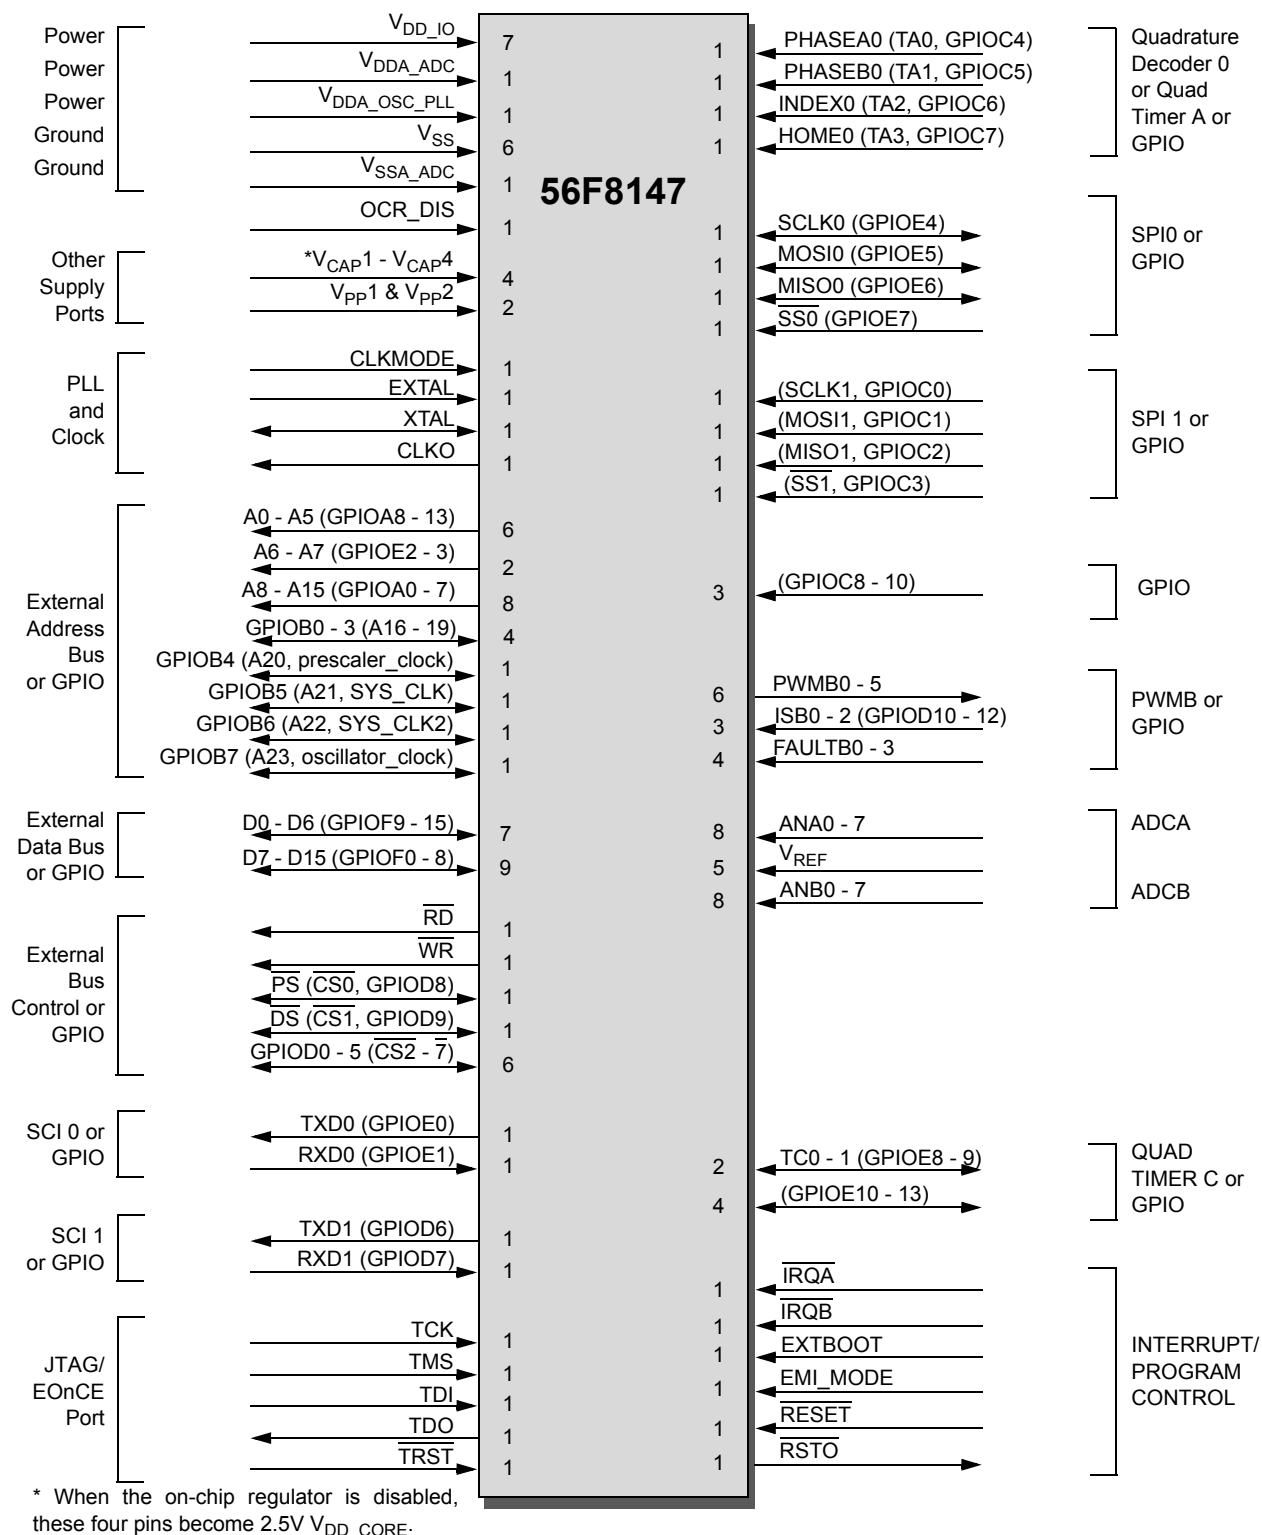 56F8147
Power
Power
Power
Ground
Ground
VDD_IO 7
VDDA_ADC 1
VDDA_OSC_PLL 1
VSS 6
VSSA_ADC 1
OCR_DIS 1
Other
Supply
Ports
*VCAP1 - VCAP4 4
VPP1 & VPP2 2
PLL
and
Clock
CLKMODE 1
EXTAL 1
XTAL 1
CLKO 1
External
Address
Bus
or GPIO
A0 - A5 (GPIOA8 - 13) 6
A6 - A7 (GPIOE2 - 3) 2
A8 - A15 (GPIOA0 - 7) 8
GPIOB0 - 3 (A16 - 19) 4
GPIOB4 (A20, prescaler_clock) 1
GPIOB5 (A21, SYS_CLK) 1
GPIOB6 (A22, SYS_CLK2) 1
GPIOB7 (A23, oscillator_clock) 1
External
Data Bus
or GPIO
D0 - D6 (GPIOF9 - 15) 7
D7 - D15 (GPIOF0 - 8) 9
External
Bus
Control or
GPIO
RD 1
WR 1
PS (CS0, GPIOD8) 1
DS (CS1, GPIOD9) 1
GPIOD0 - 5 (CS2 - 7) 6
SCI 0 or
GPIO
TXD0 (GPIOE0) 1
RXD0 (GPIOE1) 1
SCI 1
or GPIO
TXD1 (GPIOD6) 1
RXD1 (GPIOD7) 1
JTAG/
EOnCE
Port
TCK 1
TMS 1
TDI 1
TDO 1
TRST 1
* When the on-chip regulator is disabled,
these four pins become 2.5V VDD_CORE.
1 PHASEA0 (TA0, GPIOC4)
1 PHASEB0 (TA1, GPIOC5)
1 INDEX0 (TA2, GPIOC6)
1 HOME0 (TA3, GPIOC7)
Quadrature
Decoder 0
or Quad
Timer A or
GPIO
1 SCLK0 (GPIOE4)
1 MOSI0 (GPIOE5)
1 MISO0 (GPIOE6)
1 SS0 (GPIOE7)
SPI0 or
GPIO
1 (SCLK1, GPIOC0)
1 (MOSI1, GPIOC1)
1 (MISO1, GPIOC2)
1 (SS1, GPIOC3)
SPI 1 or
GPIO
3 (GPIOC8 - 10)
GPIO
6 PWMB0 - 5
3 ISB0 - 2 (GPIOD10 - 12)
4 FAULTB0 - 3
PWMB or
GPIO
8 ANA0 - 7
5 VREF
8 ANB0 - 7
ADCA
ADCB
2 TC0 - 1 (GPIOE8 - 9)
4 (GPIOE10 - 13)
QUAD
TIMER C or
GPIO
1 IRQA
1 IRQB
1 EXTBOOT
1 EMI_MODE
1 RESET
1 RSTO
INTERRUPT/
PROGRAM
CONTROL